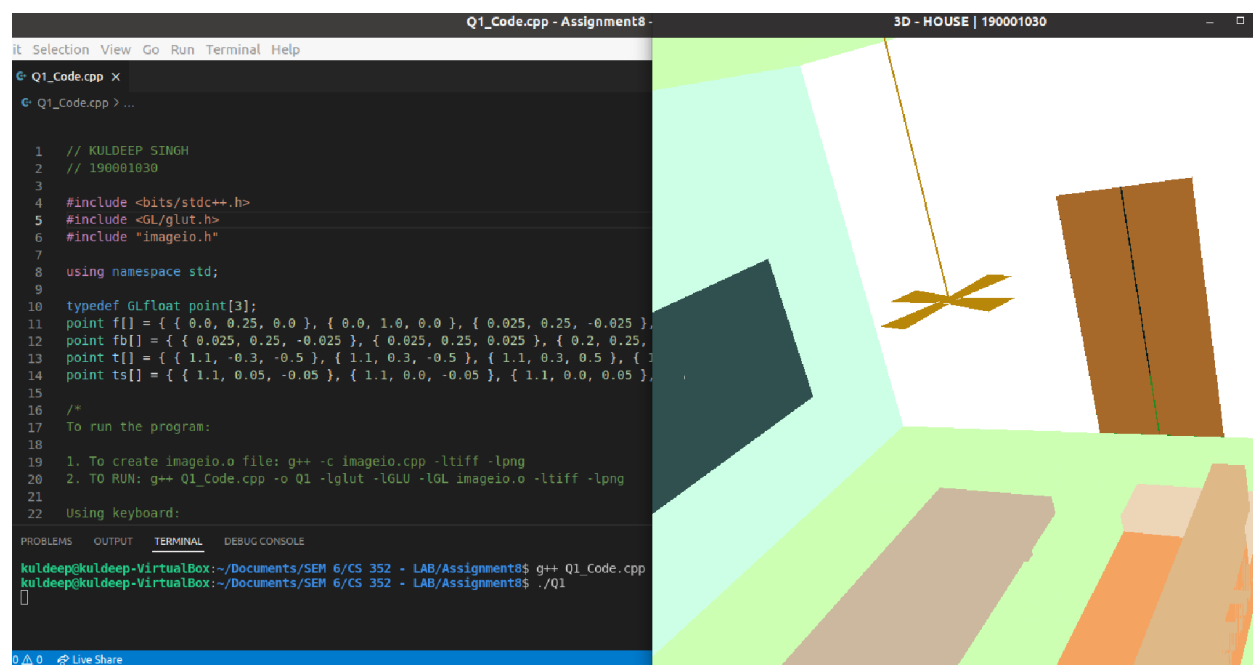 Q1_Code.cpp - Assignment8 -
3D - HOUSE | 190001030
it Selection View Go Run Terminal Help
Q1_Code.cpp ×
Q1_Code.cpp > ...
1 // KULDEEP SINGH
2 // 190001030
3
4 #include <bits/stdc++.h>
5 #include <GL/glut.h>
6 #include "imageio.h"
7
8 using namespace std;
9
10 typedef GLfloat point[3];
11 point f[] = { { 0.0, 0.25, 0.0 }, { 0.0, 1.0, 0.0 }, { 0.025, 0.25, -0.025 },
12 point fb[] = { { 0.025, 0.25, -0.025 }, { 0.025, 0.25, 0.025 }, { 0.2, 0.25,
13 point t[] = { { 1.1, -0.3, -0.5 }, { 1.1, 0.3, -0.5 }, { 1.1, 0.3, 0.5 }, { 1
14 point ts[] = { { 1.1, 0.05, -0.05 }, { 1.1, 0.0, -0.05 }, { 1.1, 0.0, 0.05 },
15
16 /*
17 To run the program:
18
19 1. To create imageio.o file: g++ -c imageio.cpp -ltiff -lpng
20 2. TO RUN: g++ Q1_Code.cpp -o Q1 -lglut -lGLU -lGL imageio.o -ltiff -lpng
21
22 Using keyboard:
PROBLEMS OUTPUT TERMINAL DEBUG CONSOLE
kuldeep@kuldeep-VirtualBox:~/Documents/SEM 6/CS 352 - LAB/Assignment8$ g++ Q1_Code.cpp
kuldeep@kuldeep-VirtualBox:~/Documents/SEM 6/CS 352 - LAB/Assignment8$ ./Q1
0 0 Live Share